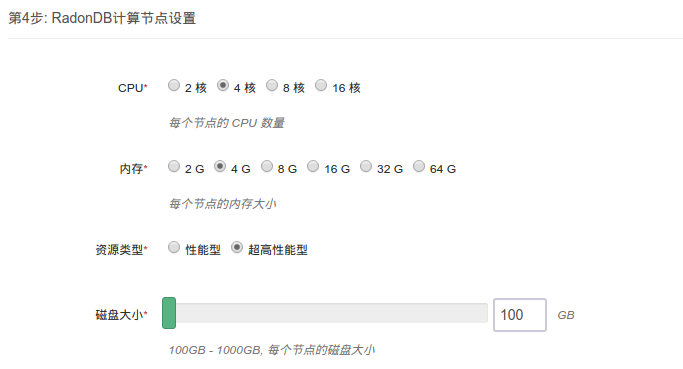 第4步: RadonDB计算节点设置
CPU* 2 核 4 核 8 核 16 核
每个节点的 CPU 数量
内存* 2 G 4 G 8 G 16 G 32 G 64 G
每个节点的内存大小
资源类型* 性能型 超高性能型
磁盘大小* 100 GB
100GB - 1000GB, 每个节点的磁盘大小